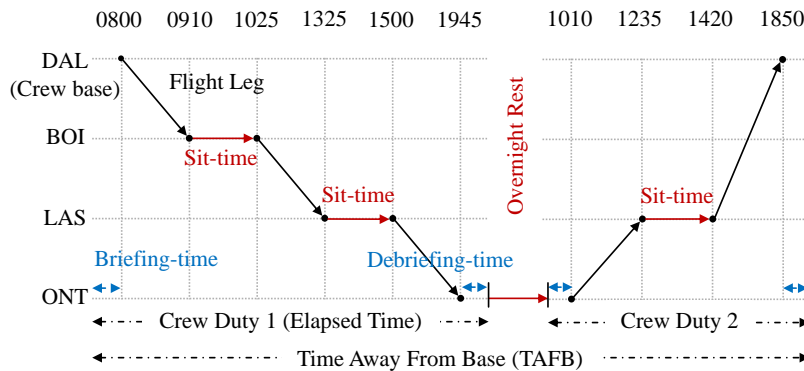 0800 0910 1025 1325 1500 1945 1010 1235 1420 1850
DAL
(Crew base)
Flight Leg
BOI
Sit-time
Overnight Rest
LAS
Sit-time
Sit-time
Briefing-time
Debriefing-time
ONT
Crew Duty 1 (Elapsed Time)
Crew Duty 2
Time Away From Base (TAFB)